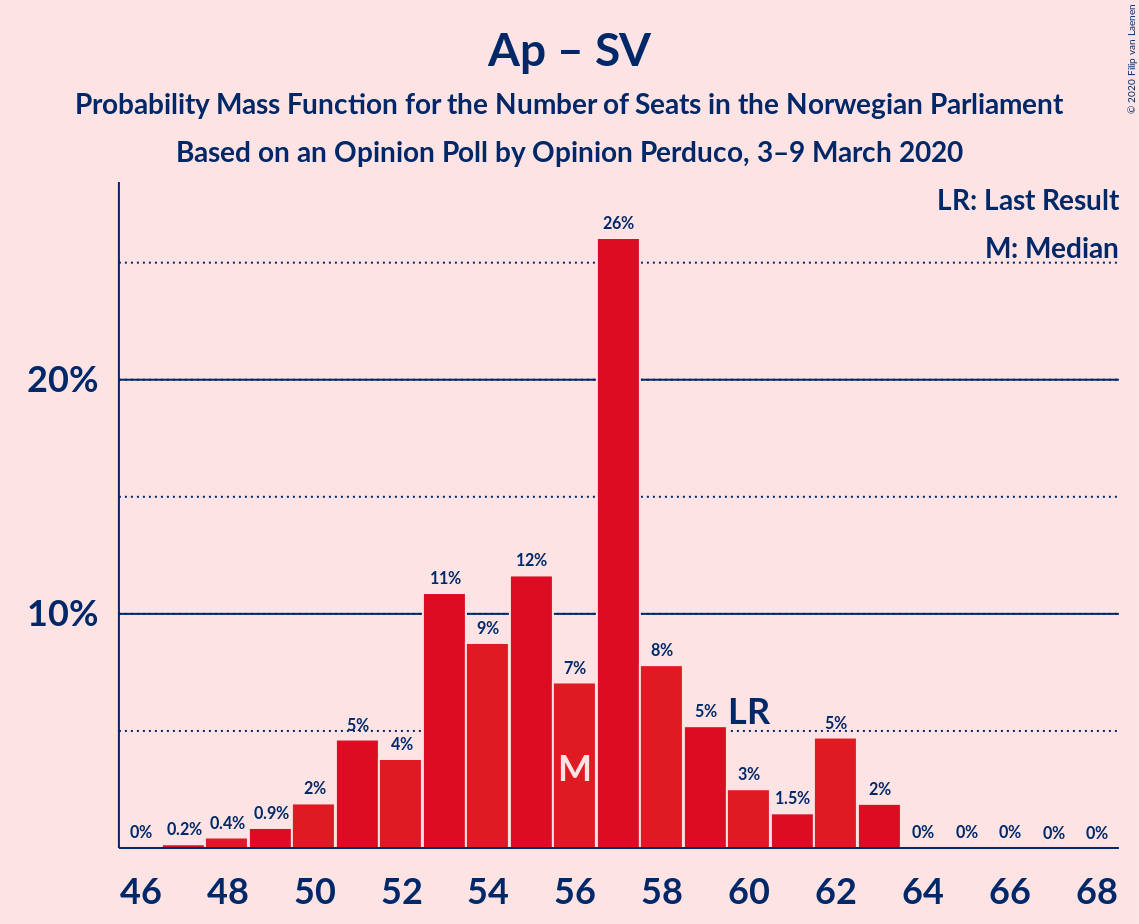 Ap – SV
Probability Mass Function for the Number of Seats in the Norwegian Parliament
Based on an Opinion Poll by Opinion Perduco, 3–9 March 2020
© 2020 Filip van Laenen
LR: Last Result
M: Median
20%
10%
0%
0.2%
0.4%
0.9%
2%
5%
4%
11%
9%
12%
7%
26%
8%
5%
3%
1.5%
5%
2%
0%
0%
0%
0%
0%
LR
M
46 48 50 52 54 56 58 60 62 64 66 68